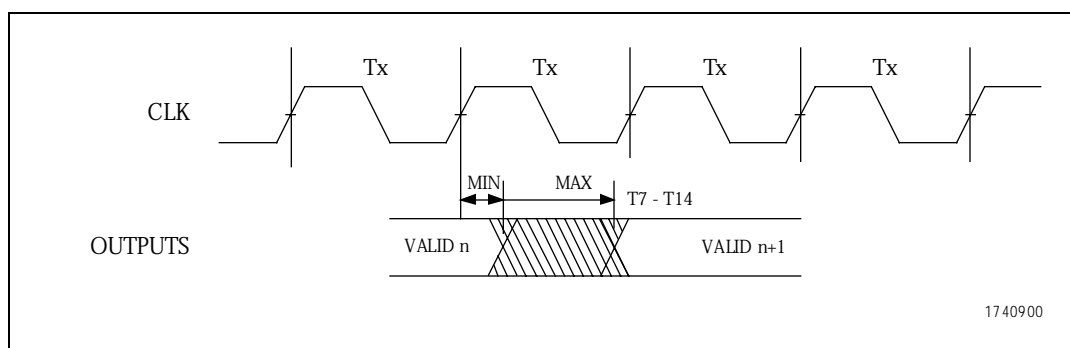 Tx Tx Tx Tx
CLK
MIN MAX T7 - T14
OUTPUTS VALID n VALID n+1
1740900